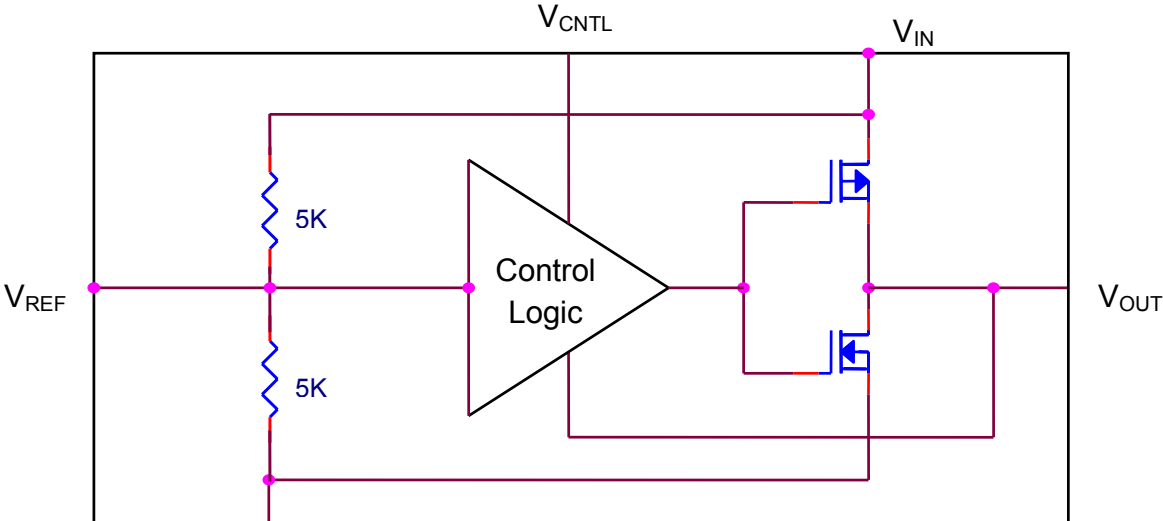 VCNTL
VIN
5K
Control
Logic
VREF
VOUT
5K